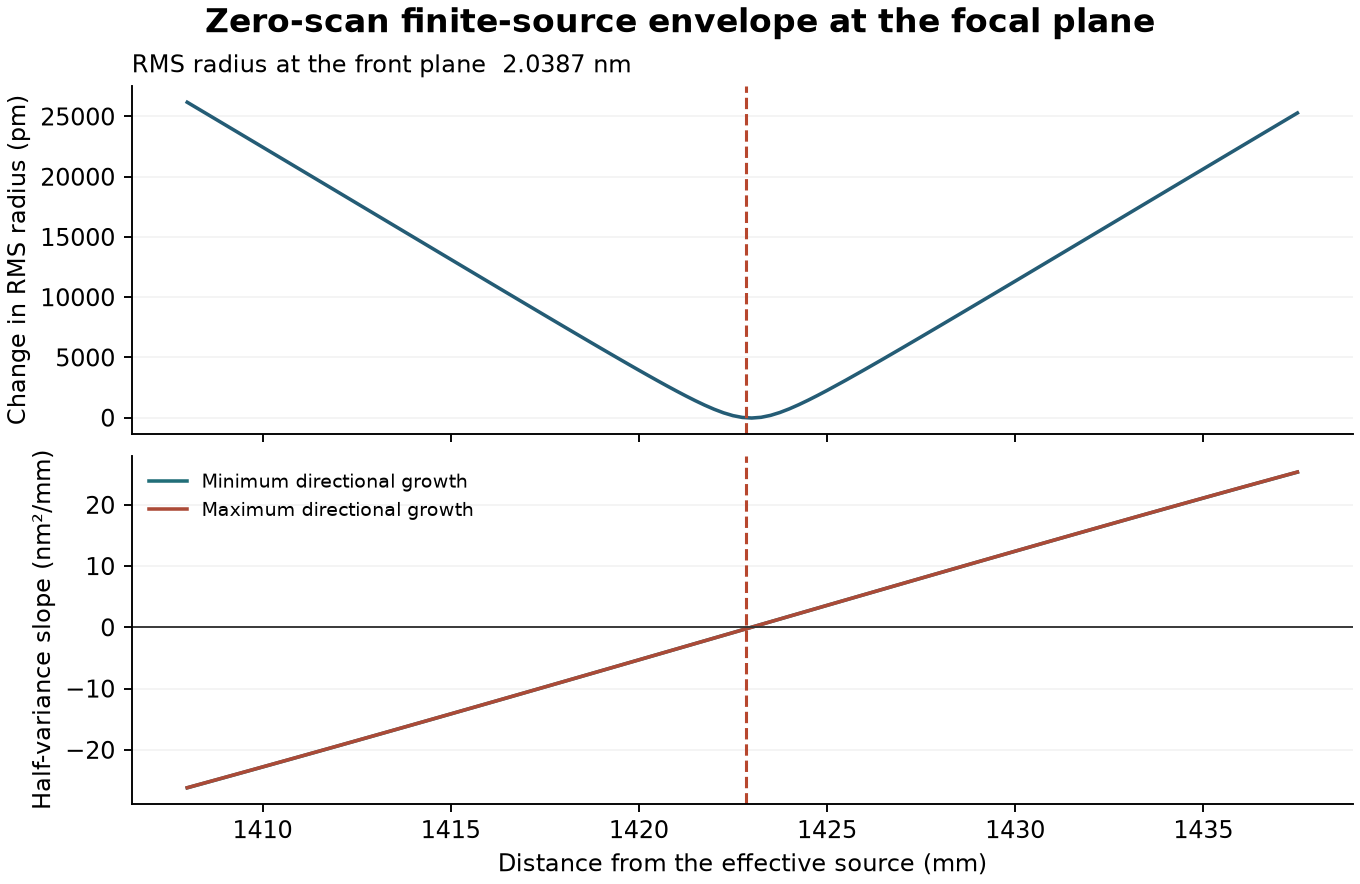 Zero-scan finite-source envelope at the focal plane
RMS radius at the front plane  2.0387 nm
Change in RMS radius (pm)
25000
20000
15000
10000
5000
0
Half-variance slope (nm²/mm)
Minimum directional growth
Maximum directional growth
20
10
0
−10
−20
1410 1415 1420 1425 1430 1435
Distance from the effective source (mm)